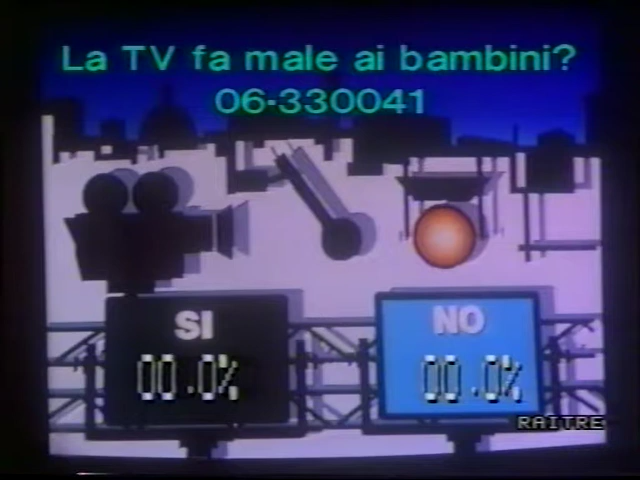 La TV fa male ai bambini?
06-330041
SI
NO
00.0%
00.0%
RAITRE